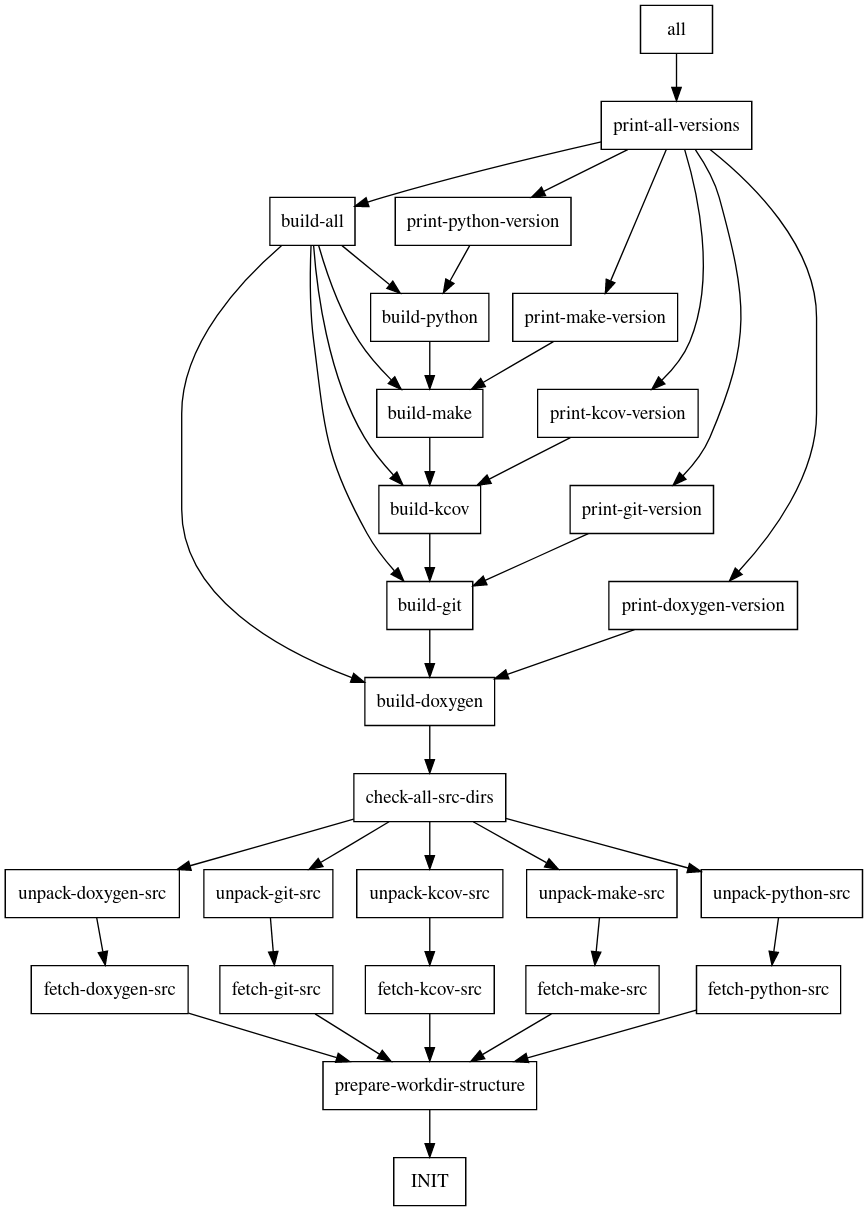 all
print-all-versions
build-all
print-python-version
build-python
print-make-version
build-make
print-kcov-version
build-kcov
print-git-version
build-git
print-doxygen-version
build-doxygen
check-all-src-dirs
unpack-doxygen-src
unpack-git-src
unpack-kcov-src
unpack-make-src
unpack-python-src
fetch-doxygen-src
fetch-git-src
fetch-kcov-src
fetch-make-src
fetch-python-src
prepare-workdir-structure
INIT